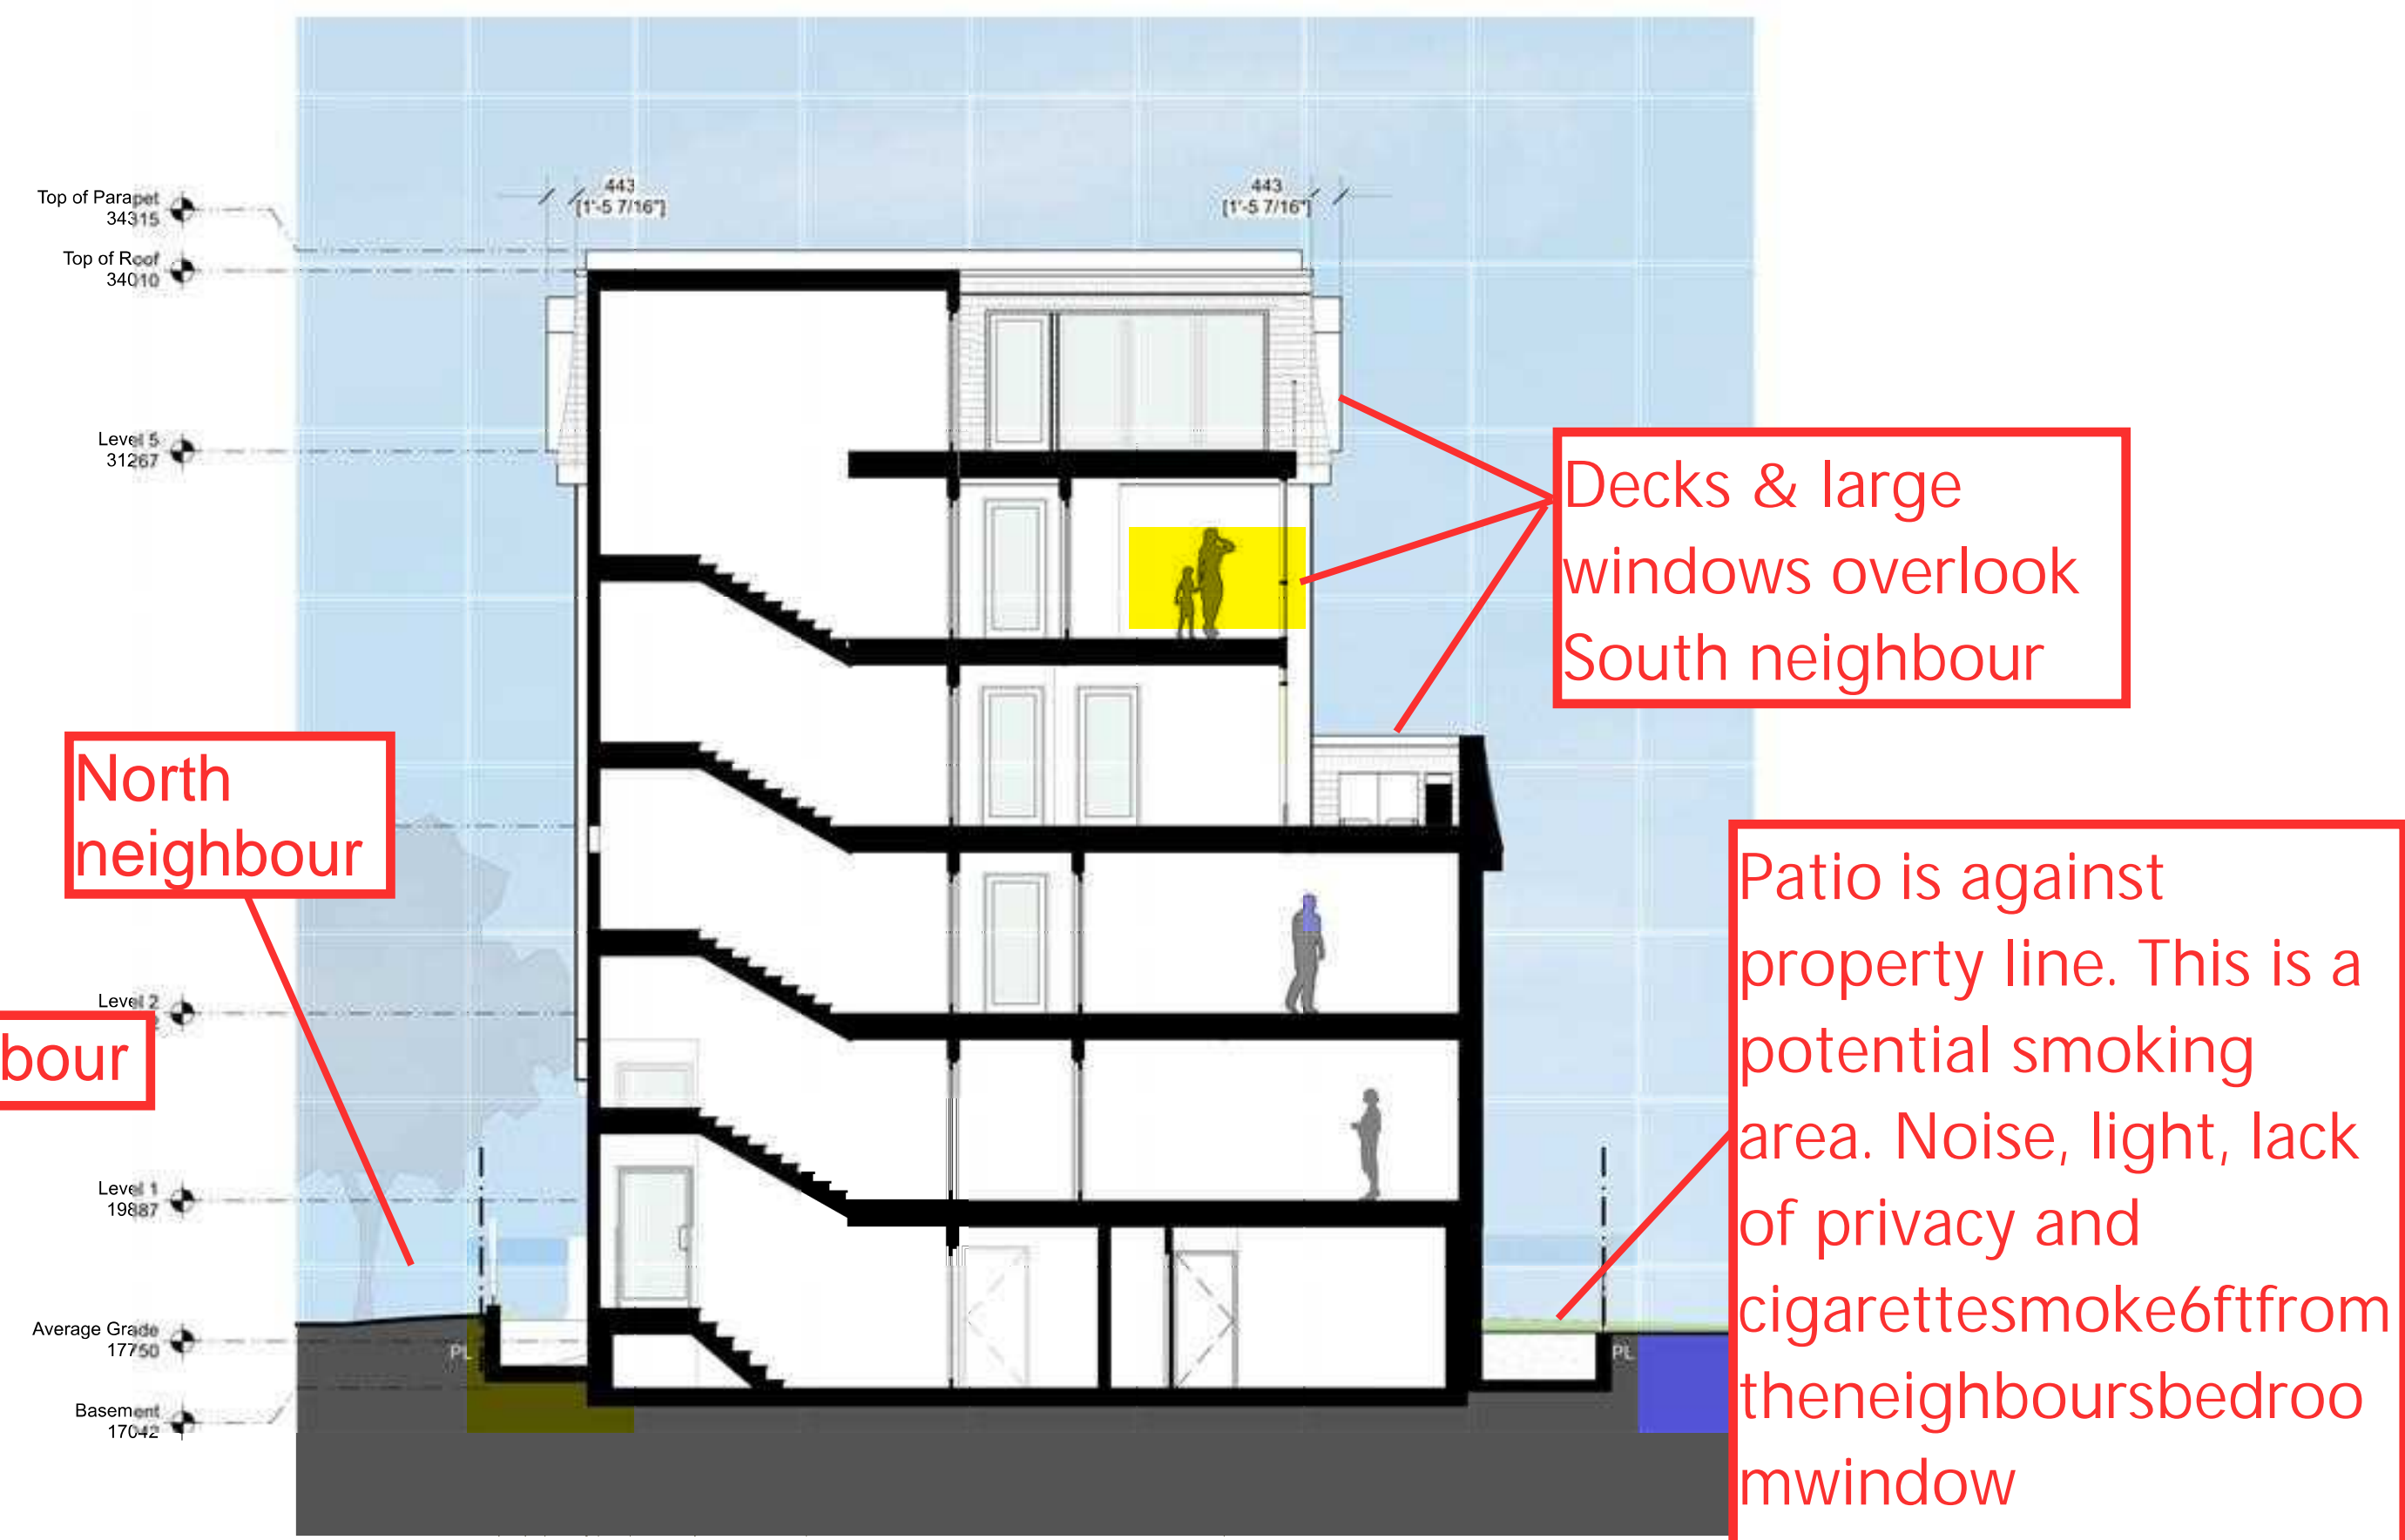 443
[1'-5 7/16"]
443
[1'-5 7/16"]
Top of Parapet
34315
Top of Roof
34010
Level 5
31267
Decks & large
windows overlook
South neighbour
North
neighbour
Level 2
bour
Level 1
19887
Average Grade
17750
Basement
17042
PL
PL
Patio is against
property line. This is a
potential smoking
area. Noise, light, lack
of privacy and
cigarettesmoke6ftfrom
theneighboursbedroo
mwindow